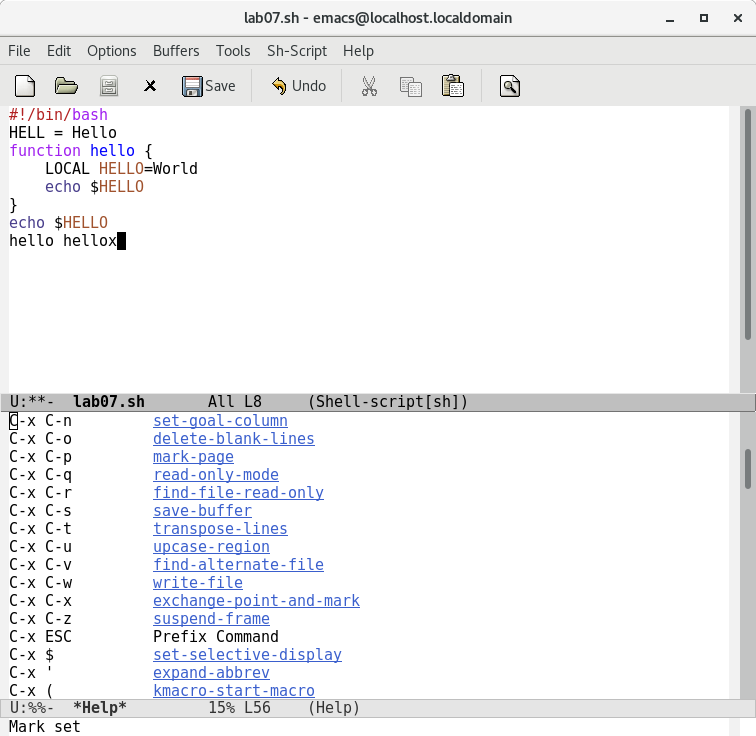 lab07.sh - emacs@localhost.localdomain
File Edit Options Buffers Tools Sh-Script Help
Save Undo
#!/bin/bash
HELL = Hello
function hello {
    LOCAL HELLO=World
    echo $HELLO
}
echo $HELLO
hello hellox
U:**-  lab07.sh       All L8     (Shell-script[sh])
C-x C-n         set-goal-column
C-x C-o         delete-blank-lines
C-x C-p         mark-page
C-x C-q         read-only-mode
C-x C-r         find-file-read-only
C-x C-s         save-buffer
C-x C-t         transpose-lines
C-x C-u         upcase-region
C-x C-v         find-alternate-file
C-x C-w         write-file
C-x C-x         exchange-point-and-mark
C-x C-z         suspend-frame
C-x ESC         Prefix Command
C-x $           set-selective-display
C-x '           expand-abbrev
C-x (           kmacro-start-macro
U:%%-  *Help*         15% L56    (Help)
Mark set